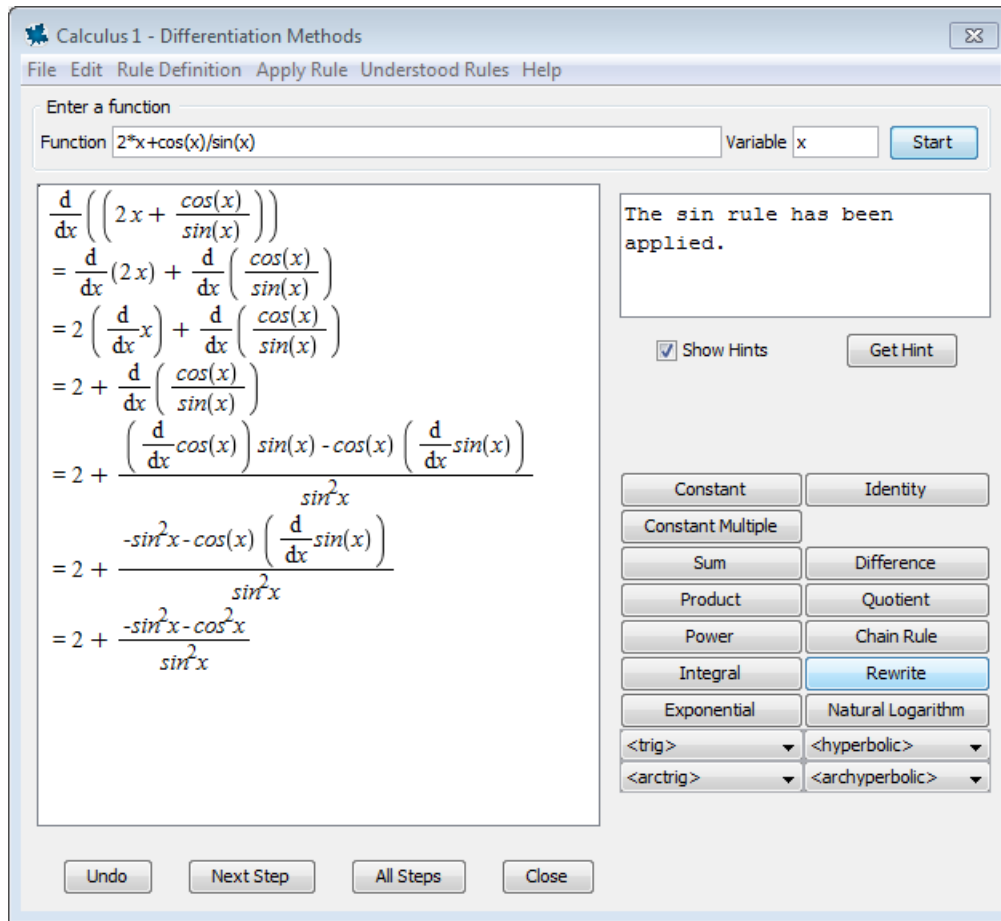 Calculus 1 - Differentiation Methods
File Edit Rule Definition Apply Rule Understood Rules Help
Enter a function
Function 2*x+cos(x)/sin(x) Variable x Start
d/dx((2x + cos(x)/sin(x)))
= d/dx(2x) + d/dx(cos(x)/sin(x))
= 2(d/dx x) + d/dx(cos(x)/sin(x))
= 2 + d/dx(cos(x)/sin(x))
= 2 + ((d/dx cos(x)) sin(x) - cos(x) (d/dx sin(x)))/sin²x
= 2 + (-sin²x - cos(x) (d/dx sin(x)))/sin²x
= 2 + (-sin²x - cos²x)/sin²x
The sin rule has been
applied.
Show Hints Get Hint
Constant Identity
Constant Multiple
Sum Difference
Product Quotient
Power Chain Rule
Integral Rewrite
Exponential Natural Logarithm
<trig> <hyperbolic>
<arctrig> <archyperbolic>
Undo Next Step All Steps Close